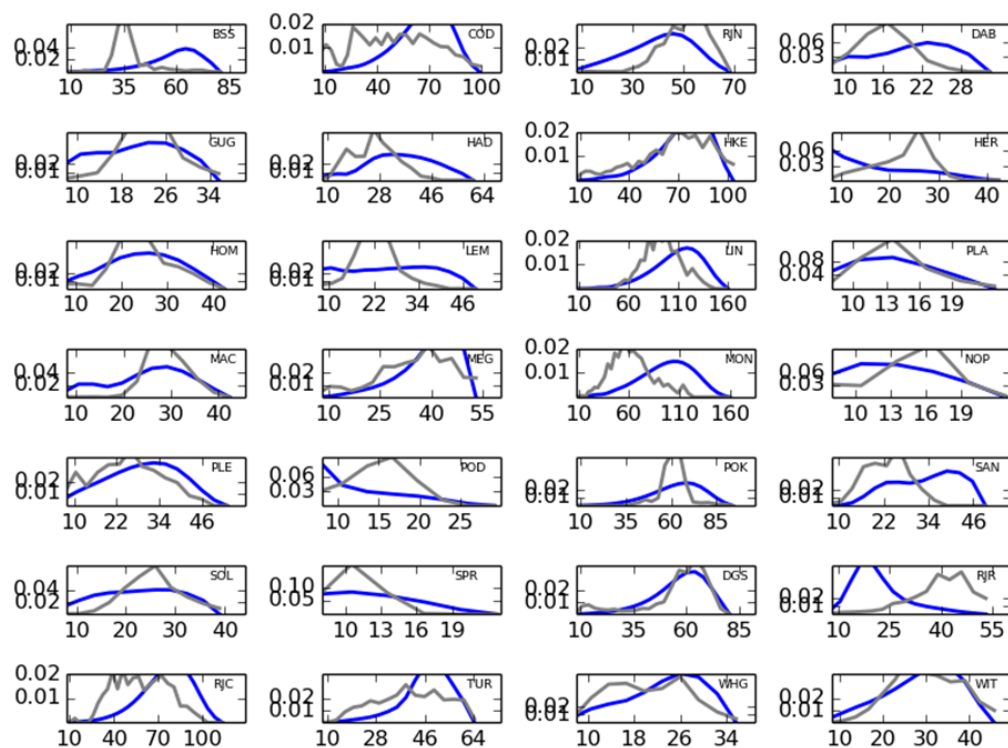 BSS
0.04
0.02
10 35 60 85
COD
0.02
0.01
10 40 70 100
RJN
0.02
0.01
10 30 50 70
DAB
0.06
0.03
10 16 22 28
GUG
0.02
0.01
10 18 26 34
HAD
0.02
0.01
10 28 46 64
HKE
0.02
0.01
10 40 70 100
HER
0.06
0.03
10 20 30 40
HOM
0.02
0.01
10 20 30 40
LEM
0.02
0.01
10 22 34 46
LIN
0.02
0.01
10 60 110 160
PLA
0.08
0.04
10 13 16 19
MAC
0.04
0.02
10 20 30 40
MEG
0.02
0.01
10 25 40 55
MON
0.02
0.01
10 60 110 160
NOP
0.06
0.03
10 13 16 19
PLE
0.02
0.01
10 22 34 46
POD
0.06
0.03
10 15 20 25
POK
0.02
0.01
10 35 60 85
SAN
0.02
0.01
10 22 34 46
SOL
0.04
0.02
10 20 30 40
SPR
0.10
0.05
10 13 16 19
DGS
0.04
0.02
10 35 60 85
RJR
0.02
0.01
10 25 40 55
RJC
0.02
0.01
10 40 70 100
TUR
0.02
0.01
10 28 46 64
WHG
0.02
0.01
10 18 26 34
WIT
0.02
0.01
10 20 30 40